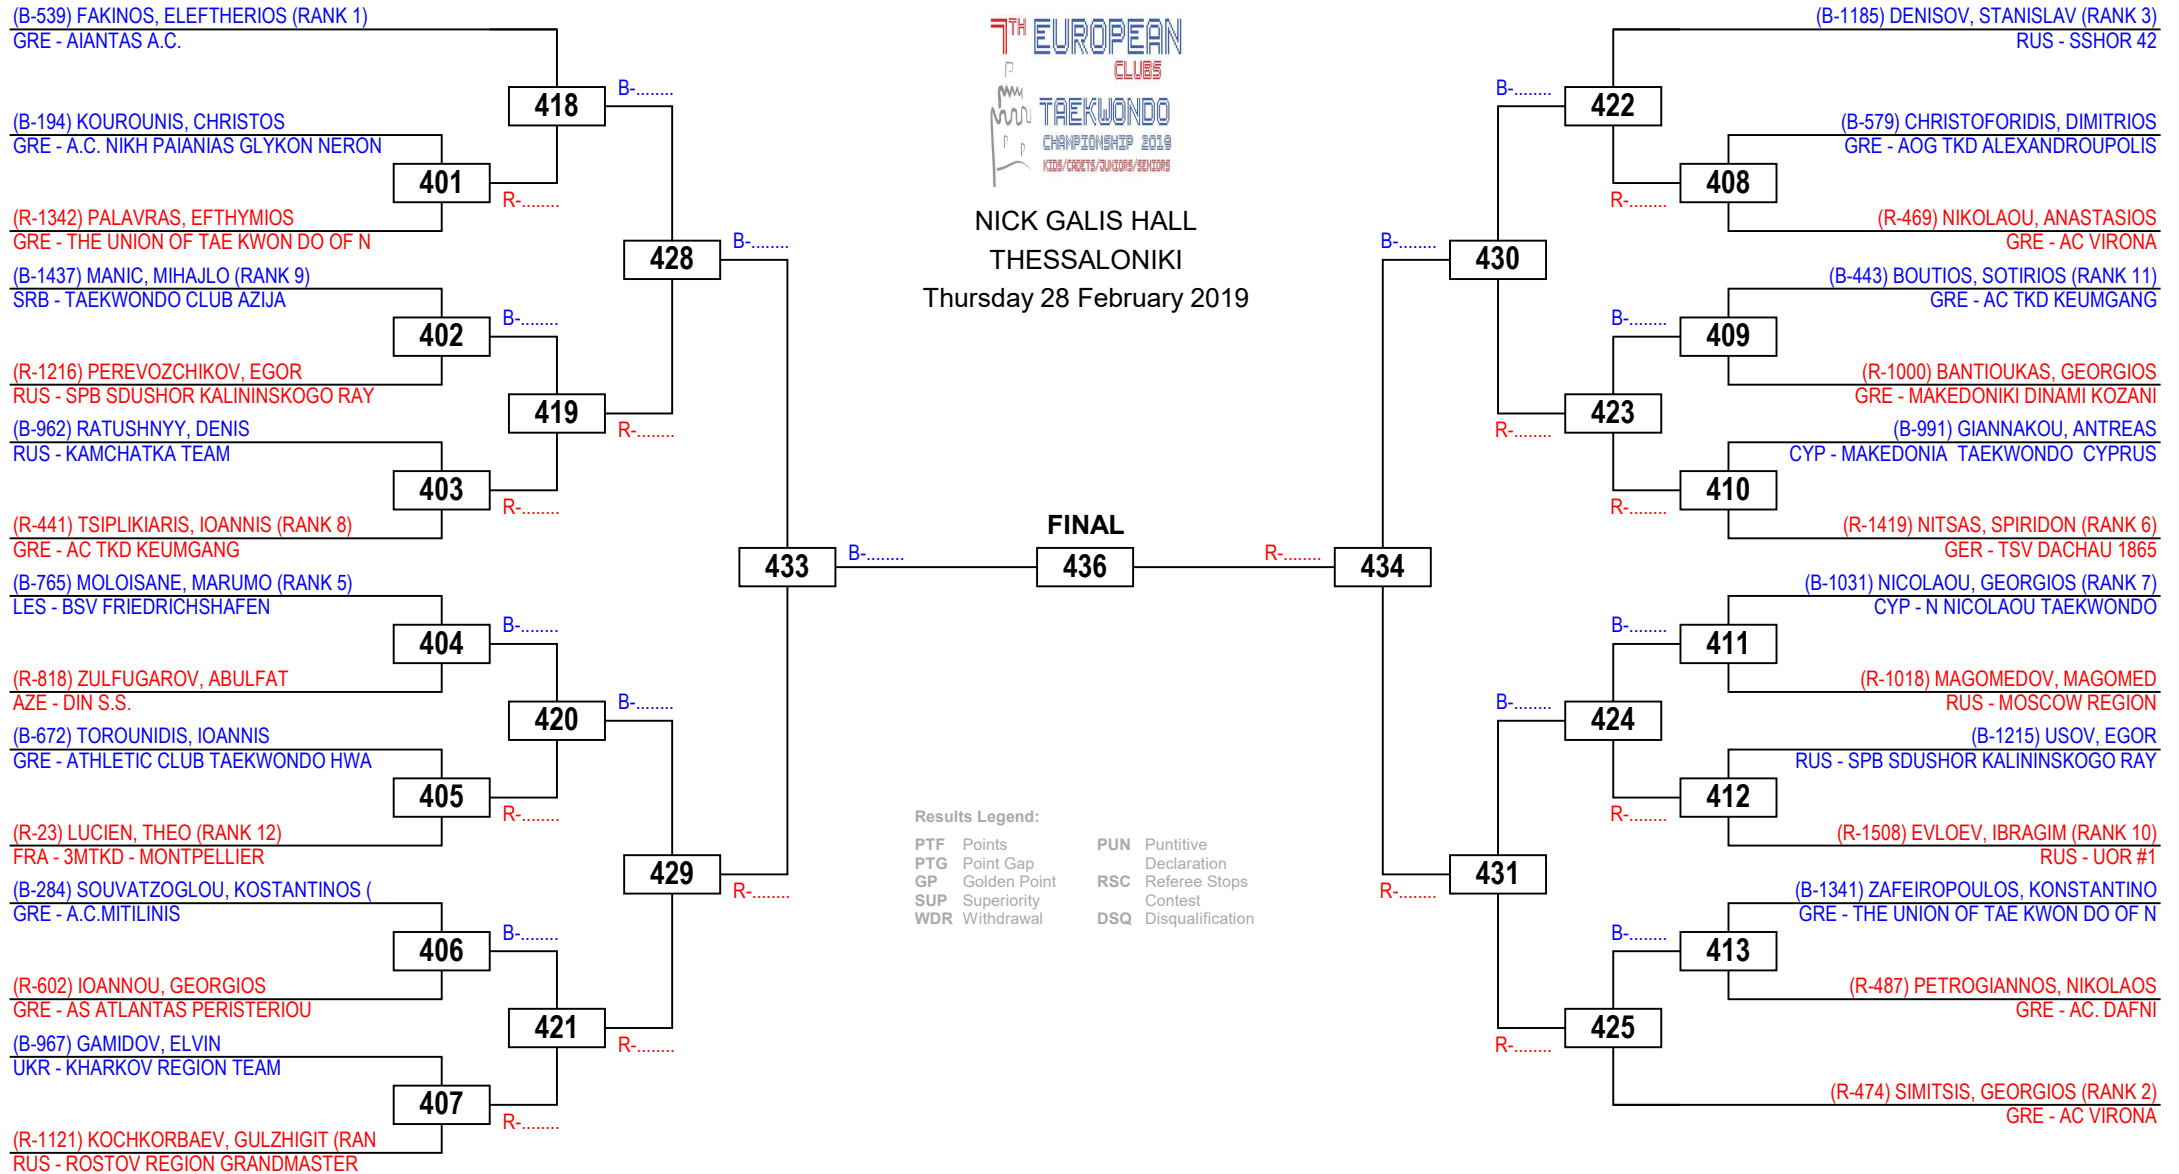 (B-539) FAKINOS, ELEFTHERIOS (RANK 1)
GRE - AIANTAS A.C.
418
B-........
(B-194) KOUROUNIS, CHRISTOS
GRE - A.C. NIKH PAIANIAS GLYKON NERON
401
R-........
(R-1342) PALAVRAS, EFTHYMIOS
GRE - THE UNION OF TAE KWON DO OF N
428
B-........
(B-1437) MANIC, MIHAJLO (RANK 9)
SRB - TAEKWONDO CLUB AZIJA
402
B-........
(R-1216) PEREVOZCHIKOV, EGOR
RUS - SPB SDUSHOR KALININSKOGO RAY
419
R-........
(B-962) RATUSHNYY, DENIS
RUS - KAMCHATKA TEAM
403
R-........
(R-441) TSIPLIKIARIS, IOANNIS (RANK 8)
GRE - AC TKD KEUMGANG
433
B-........
(B-765) MOLOISANE, MARUMO (RANK 5)
LES - BSV FRIEDRICHSHAFEN
404
B-........
(R-818) ZULFUGAROV, ABULFAT
AZE - DIN S.S.
420
B-........
(B-672) TOROUNIDIS, IOANNIS
GRE - ATHLETIC CLUB TAEKWONDO HWA
405
R-........
(R-23) LUCIEN, THEO (RANK 12)
FRA - 3MTKD - MONTPELLIER
429
R-........
(B-284) SOUVATZOGLOU, KOSTANTINOS (
GRE - A.C.MITILINIS
406
B-........
(R-602) IOANNOU, GEORGIOS
GRE - AS ATLANTAS PERISTERIOU
421
R-........
(B-967) GAMIDOV, ELVIN
UKR - KHARKOV REGION TEAM
407
R-........
(R-1121) KOCHKORBAEV, GULZHIGIT (RAN
RUS - ROSTOV REGION GRANDMASTER
7TH EUROPEAN
CLUBS
TAEKWONDO
CHAMPIONSHIP 2019
KIDS/CADETS/JUNIORS/SENIORS
NICK GALIS HALL
THESSALONIKI
Thursday 28 February 2019
FINAL
436
Results Legend:
PTF Points
PTG Point Gap
GP Golden Point
SUP Superiority
WDR Withdrawal
PUN Puntitive
Declaration
RSC Referee Stops
Contest
DSQ Disqualification
(B-1185) DENISOV, STANISLAV (RANK 3)
RUS - SSHOR 42
B-........
422
(B-579) CHRISTOFORIDIS, DIMITRIOS
GRE - AOG TKD ALEXANDROUPOLIS
408
R-........
(R-469) NIKOLAOU, ANASTASIOS
GRE - AC VIRONA
B-........
430
(B-443) BOUTIOS, SOTIRIOS (RANK 11)
GRE - AC TKD KEUMGANG
B-........
409
(R-1000) BANTIOUKAS, GEORGIOS
GRE - MAKEDONIKI DINAMI KOZANI
423
R-........
(B-991) GIANNAKOU, ANTREAS
CYP - MAKEDONIA TAEKWONDO CYPRUS
410
R-........
(R-1419) NITSAS, SPIRIDON (RANK 6)
GER - TSV DACHAU 1865
R-........
434
(B-1031) NICOLAOU, GEORGIOS (RANK 7)
CYP - N NICOLAOU TAEKWONDO
B-........
411
(R-1018) MAGOMEDOV, MAGOMED
RUS - MOSCOW REGION
B-........
424
(B-1215) USOV, EGOR
RUS - SPB SDUSHOR KALININSKOGO RAY
412
R-........
(R-1508) EVLOEV, IBRAGIM (RANK 10)
RUS - UOR #1
431
R-........
(B-1341) ZAFEIROPOULOS, KONSTANTINO
GRE - THE UNION OF TAE KWON DO OF N
B-........
413
(R-487) PETROGIANNOS, NIKOLAOS
GRE - AC. DAFNI
425
R-........
(R-474) SIMITSIS, GEORGIOS (RANK 2)
GRE - AC VIRONA